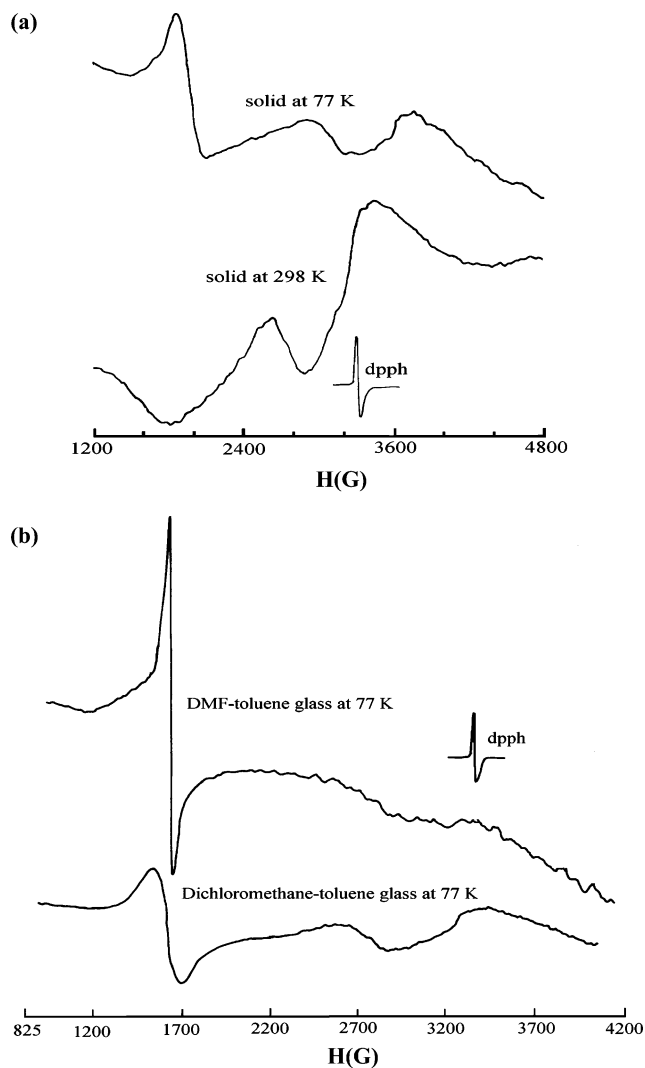 (a)
solid at 77 K
solid at 298 K
dpph
1200 2400 3600 4800
H(G)
(b)
DMF-toluene glass at 77 K
dpph
Dichloromethane-toluene glass at 77 K
825 1200 1700 2200 2700 3200 3700 4200
H(G)